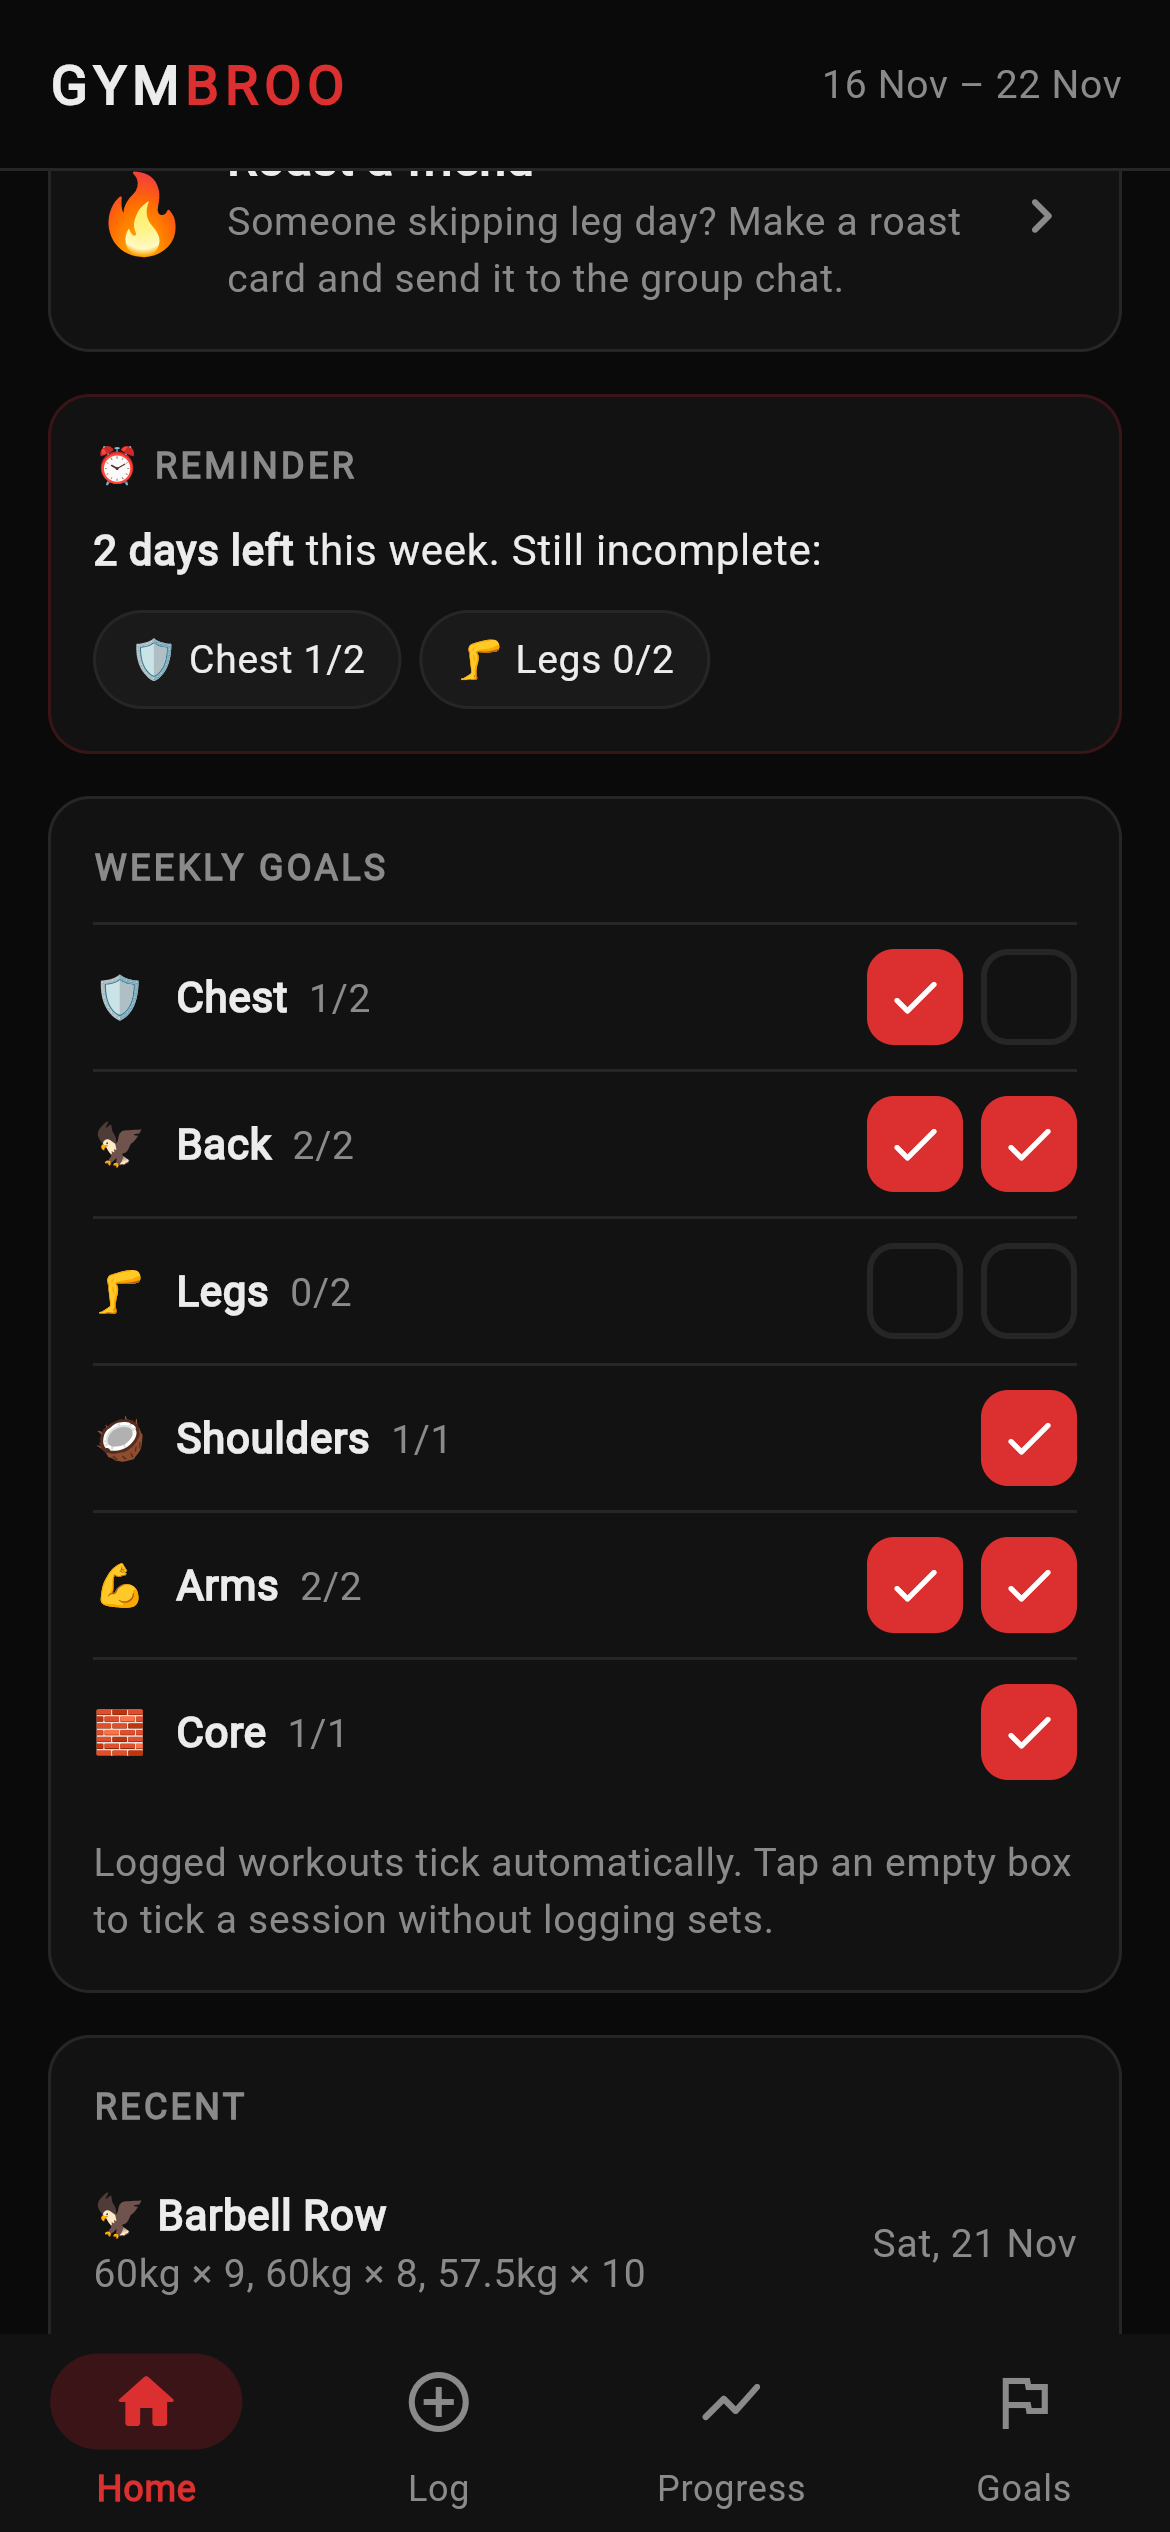 GYMBROO
16 Nov – 22 Nov
Roast a friend
Someone skipping leg day? Make a roast
card and send it to the group chat.
REMINDER
2 days left this week. Still incomplete:
Chest 1/2
Legs 0/2
WEEKLY GOALS
Chest 1/2
Back 2/2
Legs 0/2
Shoulders 1/1
Arms 2/2
Core 1/1
Logged workouts tick automatically. Tap an empty box
to tick a session without logging sets.
RECENT
Barbell Row
60kg × 9, 60kg × 8, 57.5kg × 10
Sat, 21 Nov
Home
Log
Progress
Goals